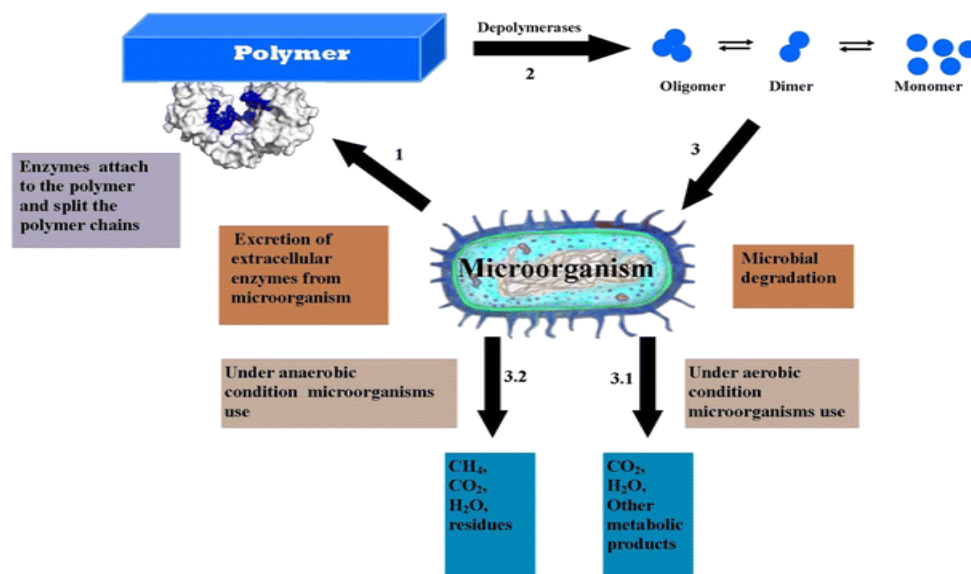 Polymer
Depolymerases
2
Oligomer
Dimer
Monomer
1
3
Enzymes attach
to the polymer
and split the
polymer chains
Excretion of
extracellular
enzymes from
microorganism
Microorganism
Microbial
degradation
Under anaerobic
condition microorganisms
use
3.2
3.1
Under aerobic
condition
microorganisms use
CH₄,
CO₂,
H₂O,
residues
CO₂,
H₂O,
Other
metabolic
products